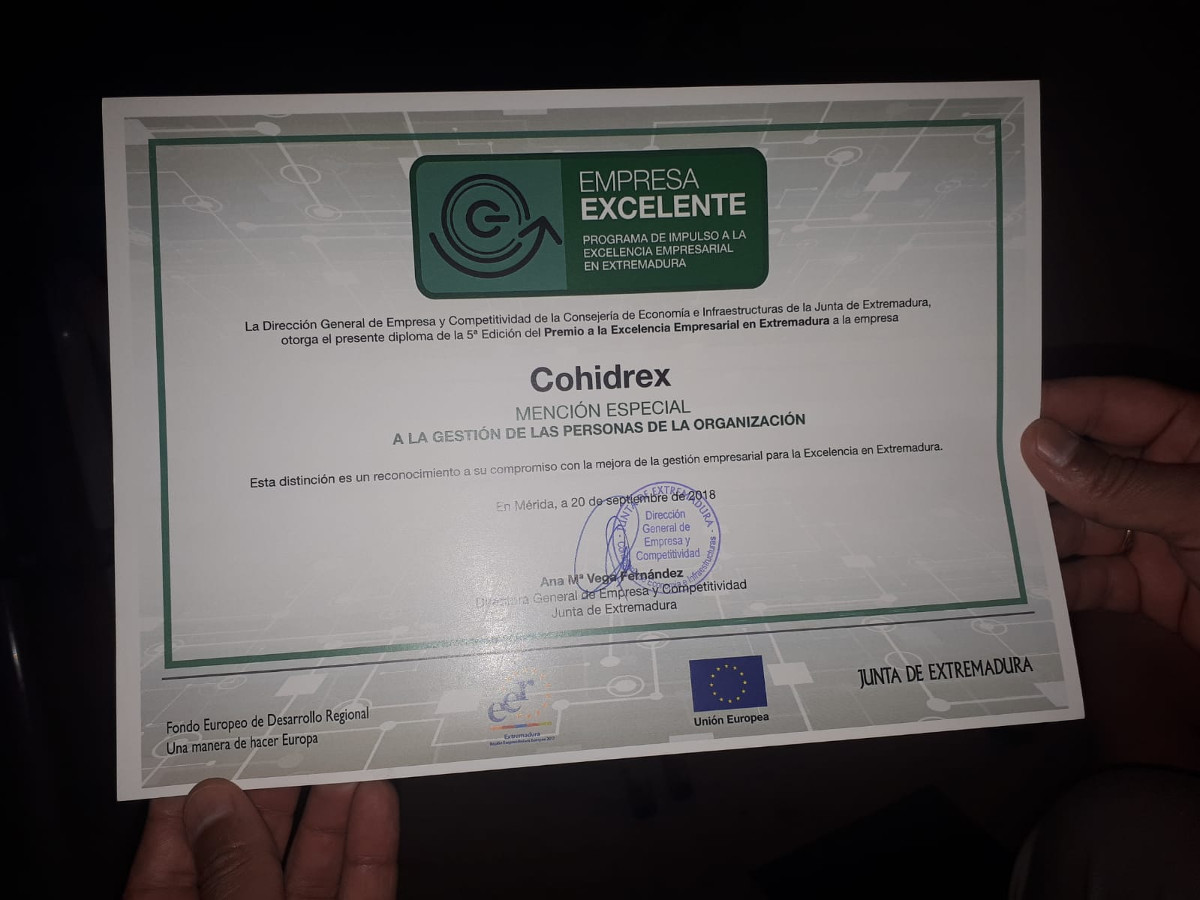 EMPRESA
EXCELENTE
PROGRAMA DE IMPULSO A LA
EXCELENCIA EMPRESARIAL
EN EXTREMADURA
La Dirección General de Empresa y Competitividad de la Consejería de Economía e Infraestructuras de la Junta de Extremadura,
otorga el presente diploma de la 5ª Edición del Premio a la Excelencia Empresarial en Extremadura a la empresa
Cohidrex
MENCIÓN ESPECIAL
A LA GESTIÓN DE LAS PERSONAS DE LA ORGANIZACIÓN
Esta distinción es un reconocimiento a su compromiso con la mejora de la gestión empresarial para la Excelencia en Extremadura.
En Mérida, a 20 de septiembre de 2018
JUNTA DE EXTREMADURA
Dirección
General de
Empresa y
Competitividad
Economía e Infraestructuras
Ana Mª Vega Fernández
Directora General de Empresa y Competitividad
Junta de Extremadura
Fondo Europeo de Desarrollo Regional
Una manera de hacer Europa
eer
Extremadura
Unión Europea
JUNTA DE EXTREMADURA